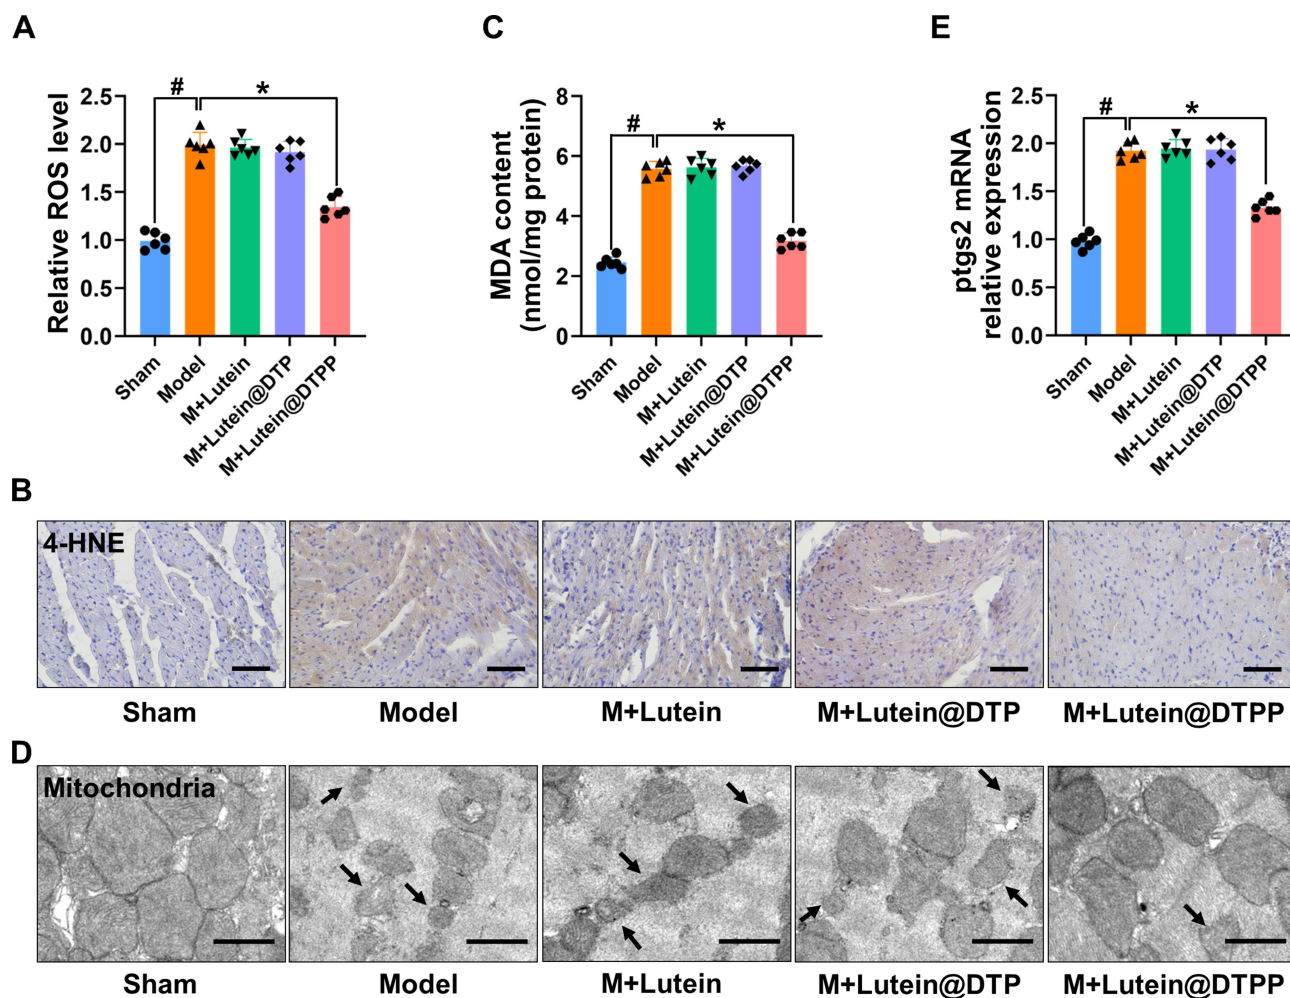 A
Relative ROS level
2.5
2.0
1.5
1.0
0.5
0.0
#
*
Sham
Model
M+Lutein
M+Lutein@DTP
M+Lutein@DTPP
C
MDA content
(nmol/mg protein)
8
6
4
2
0
#
*
Sham
Model
M+Lutein
M+Lutein@DTP
M+Lutein@DTPP
E
ptgs2 mRNA
relative expression
2.5
2.0
1.5
1.0
0.5
0.0
#
*
Sham
Model
M+Lutein
M+Lutein@DTP
M+Lutein@DTPP
B
4-HNE
Sham
Model
M+Lutein
M+Lutein@DTP
M+Lutein@DTPP
D
Mitochondria
Sham
Model
M+Lutein
M+Lutein@DTP
M+Lutein@DTPP